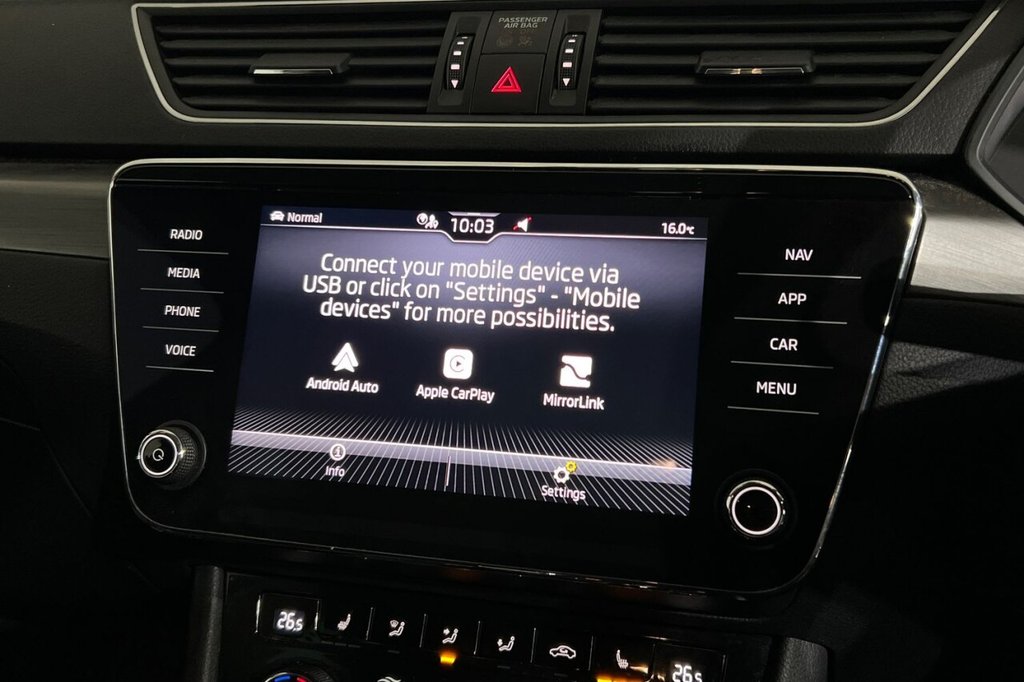 PASSENGER
AIR BAG
Normal
10:03
16.0°C
RADIO
MEDIA
PHONE
VOICE
Connect your mobile device via
USB or click on "Settings" - "Mobile
devices" for more possibilities.
Android Auto
Apple CarPlay
MirrorLink
Info
Settings
NAV
APP
CAR
MENU
26.5
26.5